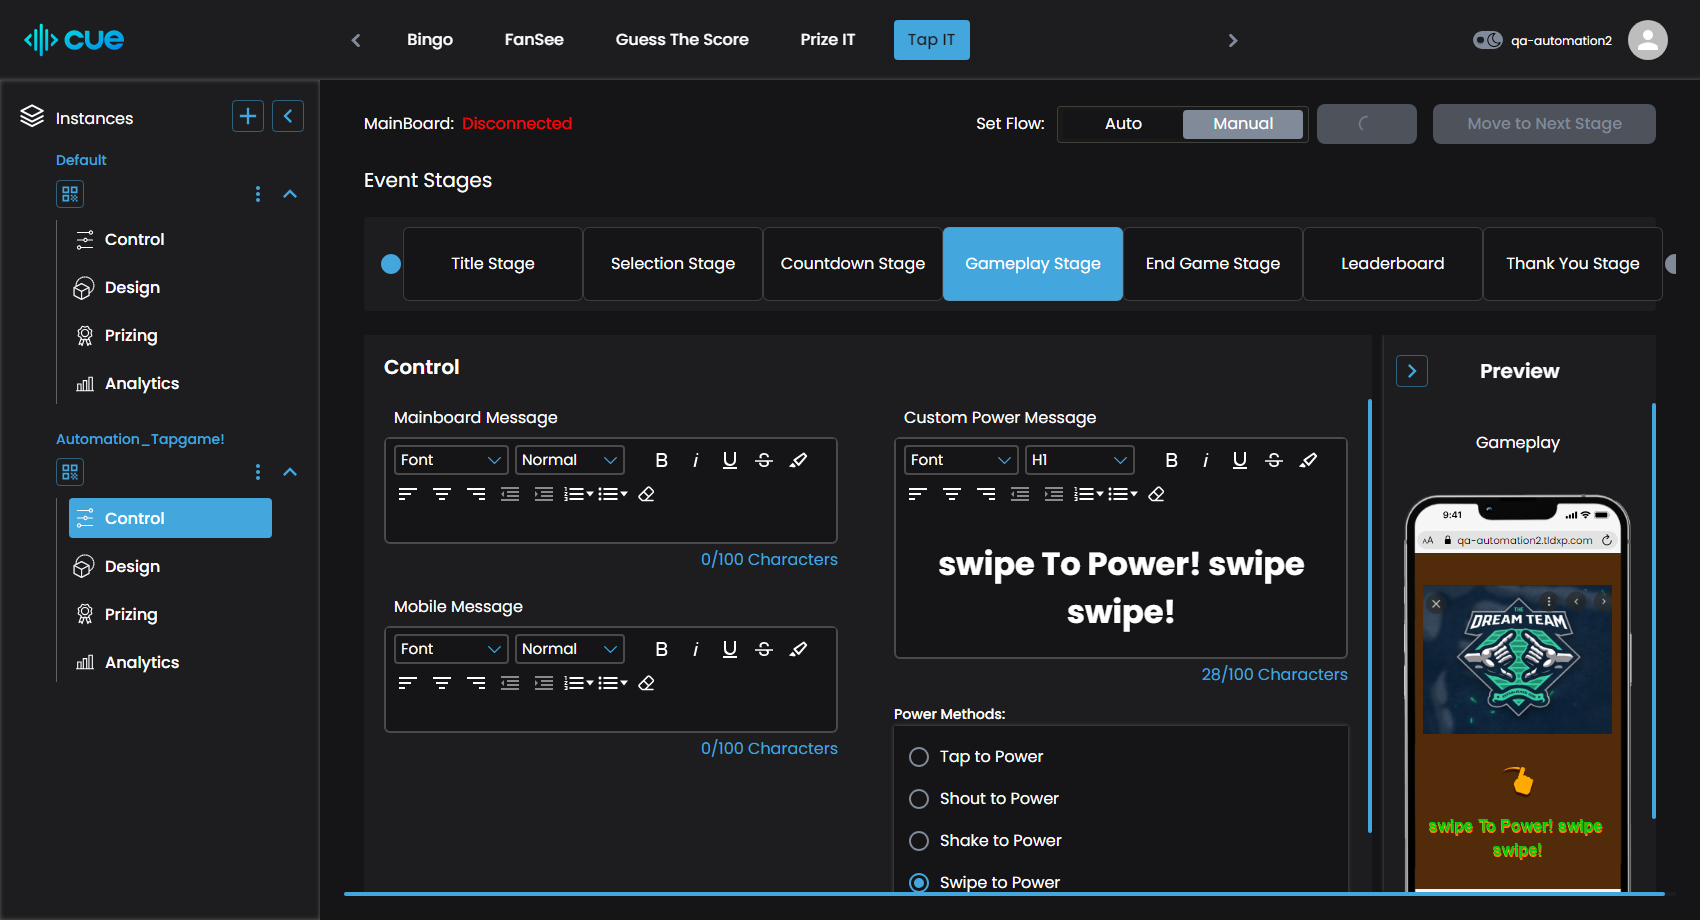 cue
Bingo
FanSee
Guess The Score
Prize IT
Tap IT
qa-automation2
Instances
Default
Control
Design
Prizing
Analytics
Automation_Tapgame!
Control
Design
Prizing
Analytics
MainBoard: Disconnected
Set Flow:
Auto
Manual
Move to Next Stage
Event Stages
Title Stage
Selection Stage
Countdown Stage
Gameplay Stage
End Game Stage
Leaderboard
Thank You Stage
Control
Mainboard Message
Font
Normal
B
i
U
S
0/100 Characters
Mobile Message
Font
Normal
B
i
U
S
0/100 Characters
Custom Power Message
Font
H1
B
i
U
S
swipe To Power! swipe
swipe!
28/100 Characters
Power Methods:
Tap to Power
Shout to Power
Shake to Power
Swipe to Power
Preview
Gameplay
9:41
AA
qa-automation2.tldxp.com
THE
DREAM TEAM
swipe To Power! swipe
swipe!